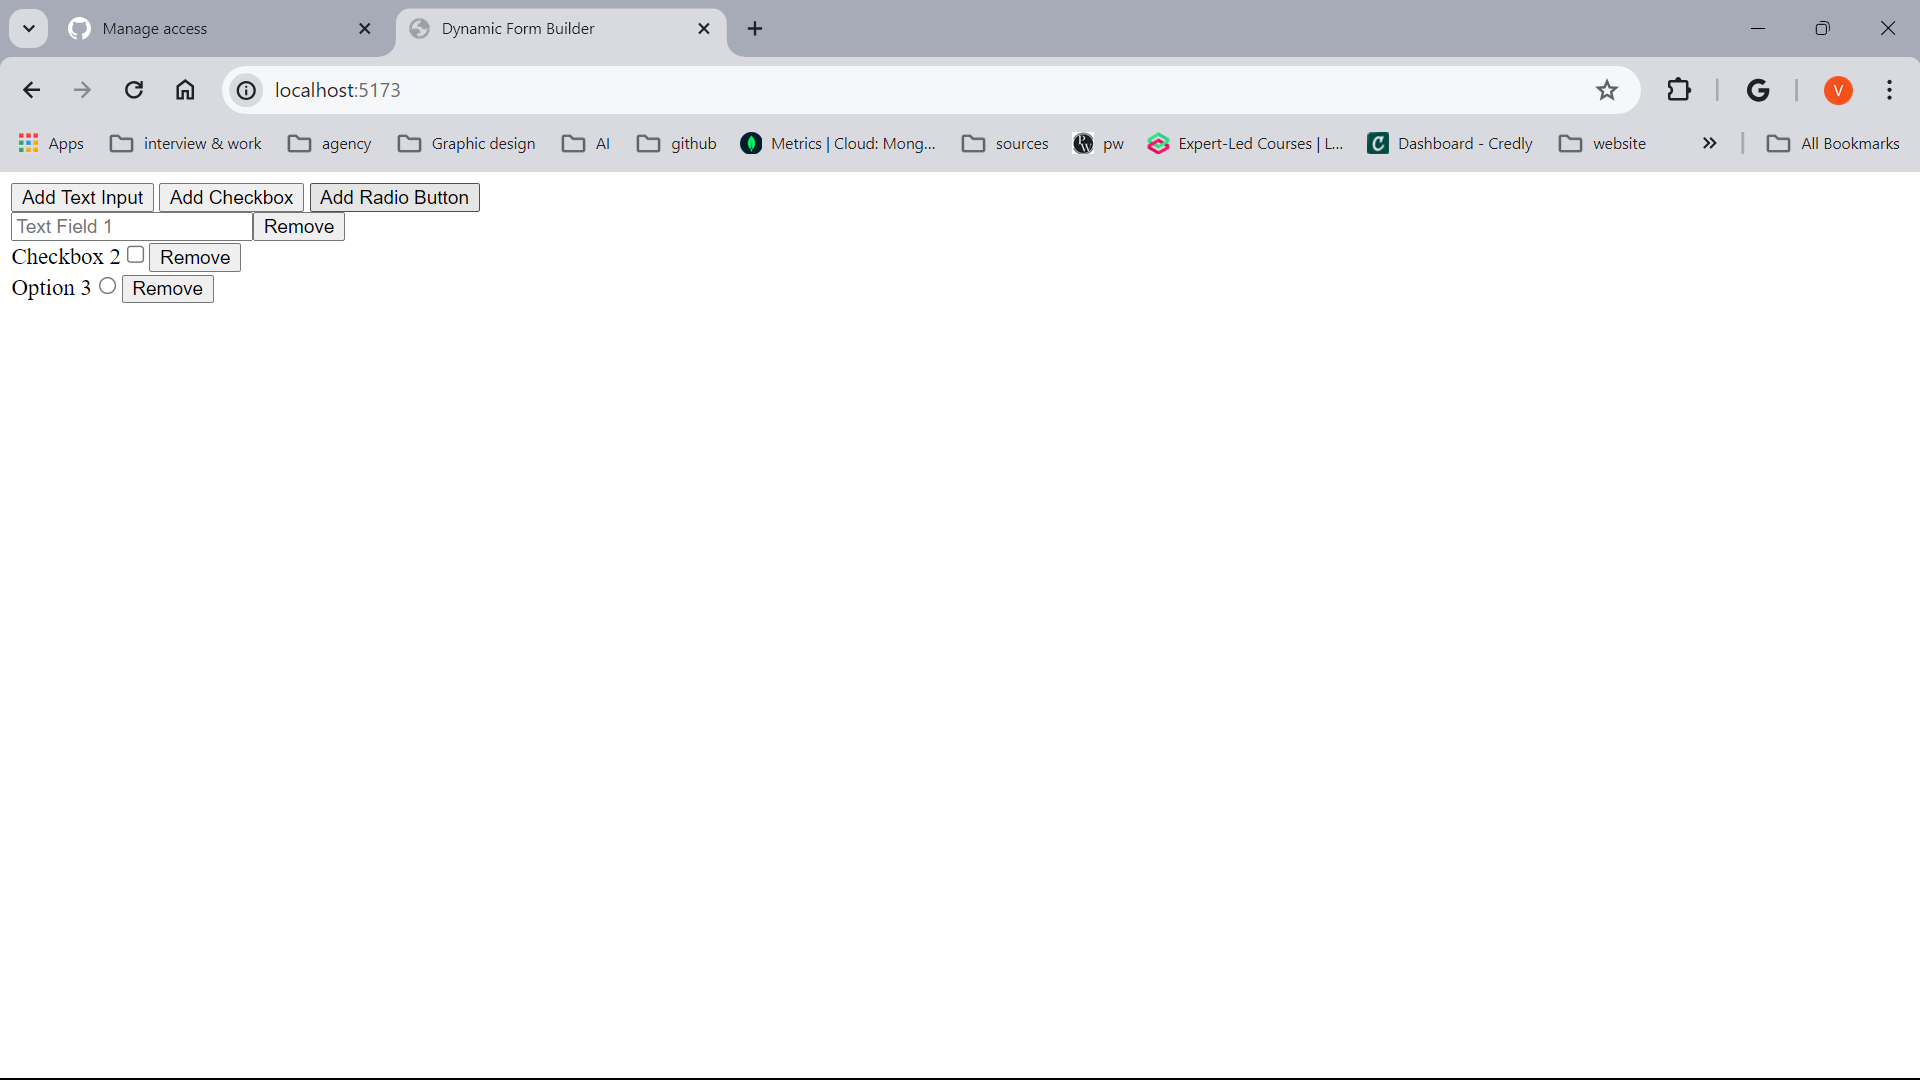 Manage access
Dynamic Form Builder
localhost:5173
V
Apps interview & work agency Graphic design AI github Metrics | Cloud: Mong... sources pw Expert-Led Courses | L... Dashboard - Credly website All Bookmarks
Add Text Input Add Checkbox Add Radio Button
Text Field 1 Remove
Checkbox 2 Remove
Option 3 Remove